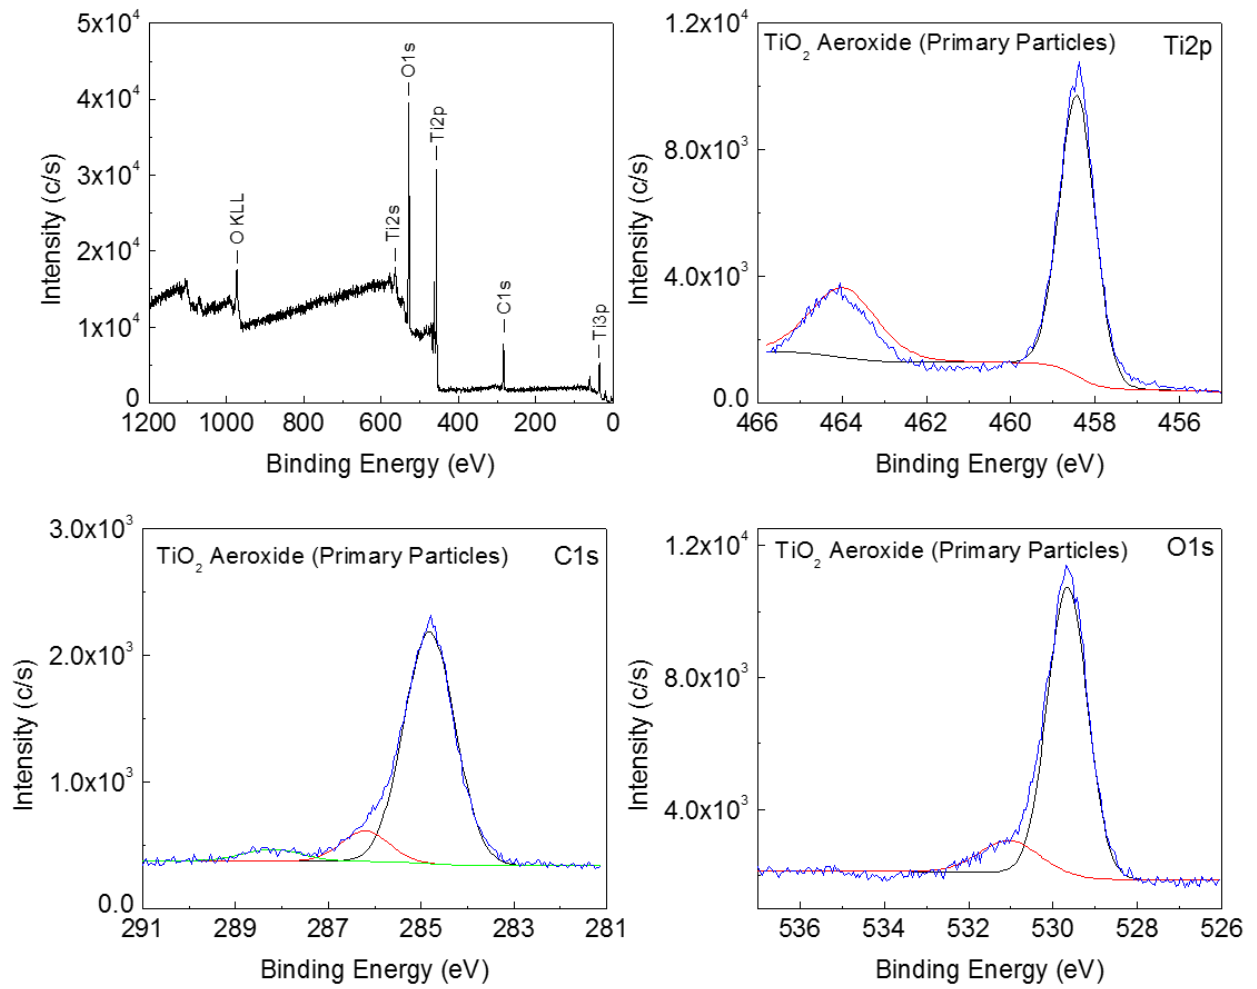 5x10⁴
4x10⁴
3x10⁴
2x10⁴
1x10⁴
0
Intensity (c/s)
O KLL
Ti2s
O1s
Ti2p
C1s
Ti3p
1200 1000 800 600 400 200 0
Binding Energy (eV)
1.2x10⁴
8.0x10³
4.0x10³
0.0
Intensity (c/s)
TiO₂ Aeroxide (Primary Particles) Ti2p
466 464 462 460 458 456
Binding Energy (eV)
3.0x10³
2.0x10³
1.0x10³
0.0
Intensity (c/s)
TiO₂ Aeroxide (Primary Particles) C1s
291 289 287 285 283 281
Binding Energy (eV)
1.2x10⁴
8.0x10³
4.0x10³
Intensity (c/s)
TiO₂ Aeroxide (Primary Particles) O1s
536 534 532 530 528 526
Binding Energy (eV)